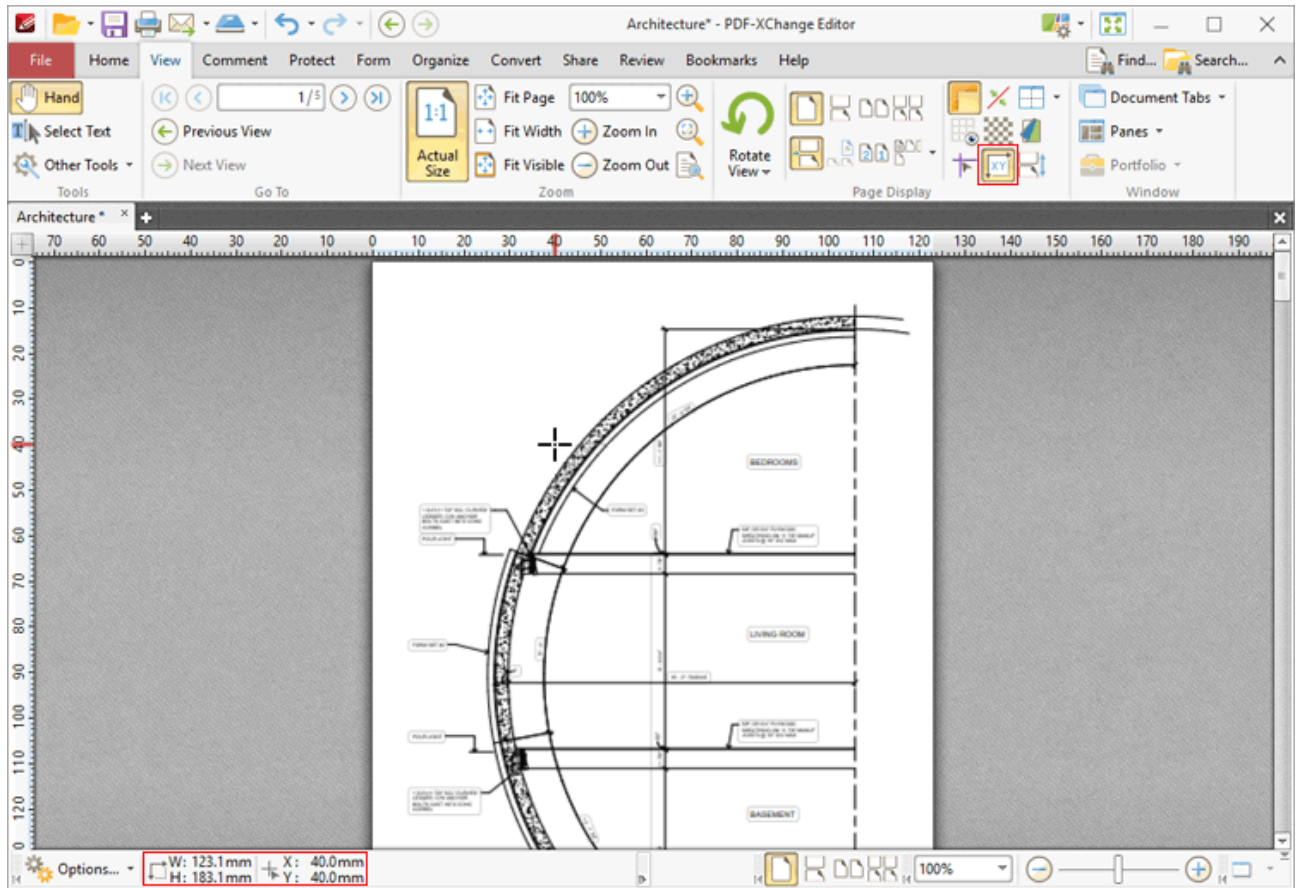 Architecture* - PDF-XChange Editor
File Home View Comment Protect Form Organize Convert Share Review Bookmarks Help Find... Search...
Hand
Select Text
Other Tools
Tools
1/5
Previous View
Next View
Go To
1:1
Actual Size
Fit Page 100%
Fit Width Zoom In
Fit Visible Zoom Out
Zoom
Rotate View
XY
Page Display
Document Tabs
Panes
Portfolio
Window
Architecture *
70 60 50 40 30 20 10 0 10 20 30 40 50 60 70 80 90 100 110 120 130 140 150 160 170 180 190
0
10
20
30
40
50
60
70
80
90
100
110
120
BEDROOMS
LIVING ROOM
BASEMENT
Options...
W: 123.1mm X: 40.0mm
H: 183.1mm Y: 40.0mm
100%